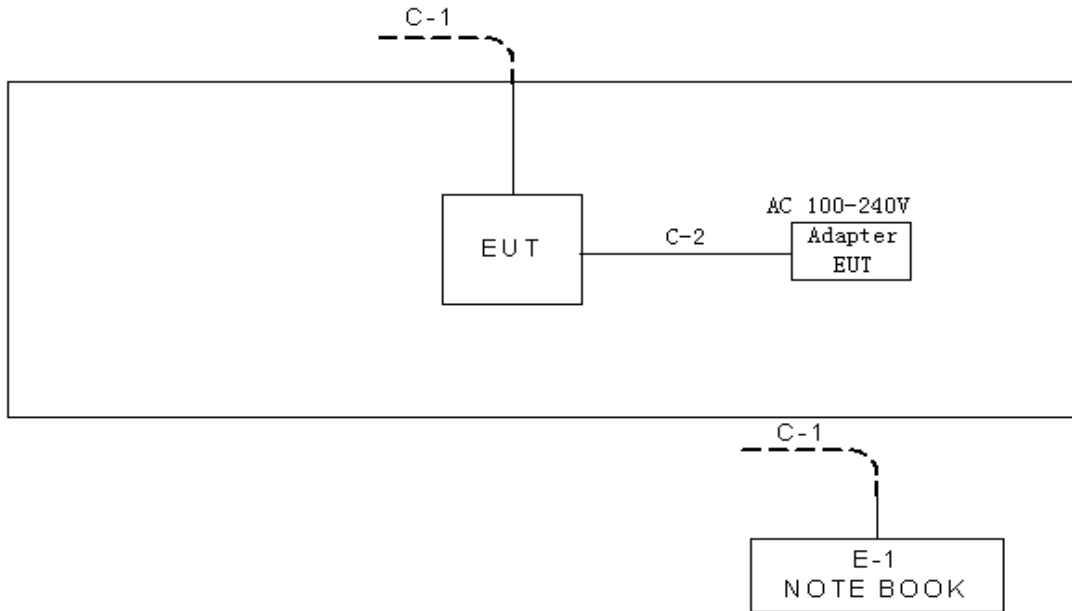 C-1
AC 100-240V
EUT
C-2
Adapter
EUT
C-1
E-1
NOTE BOOK